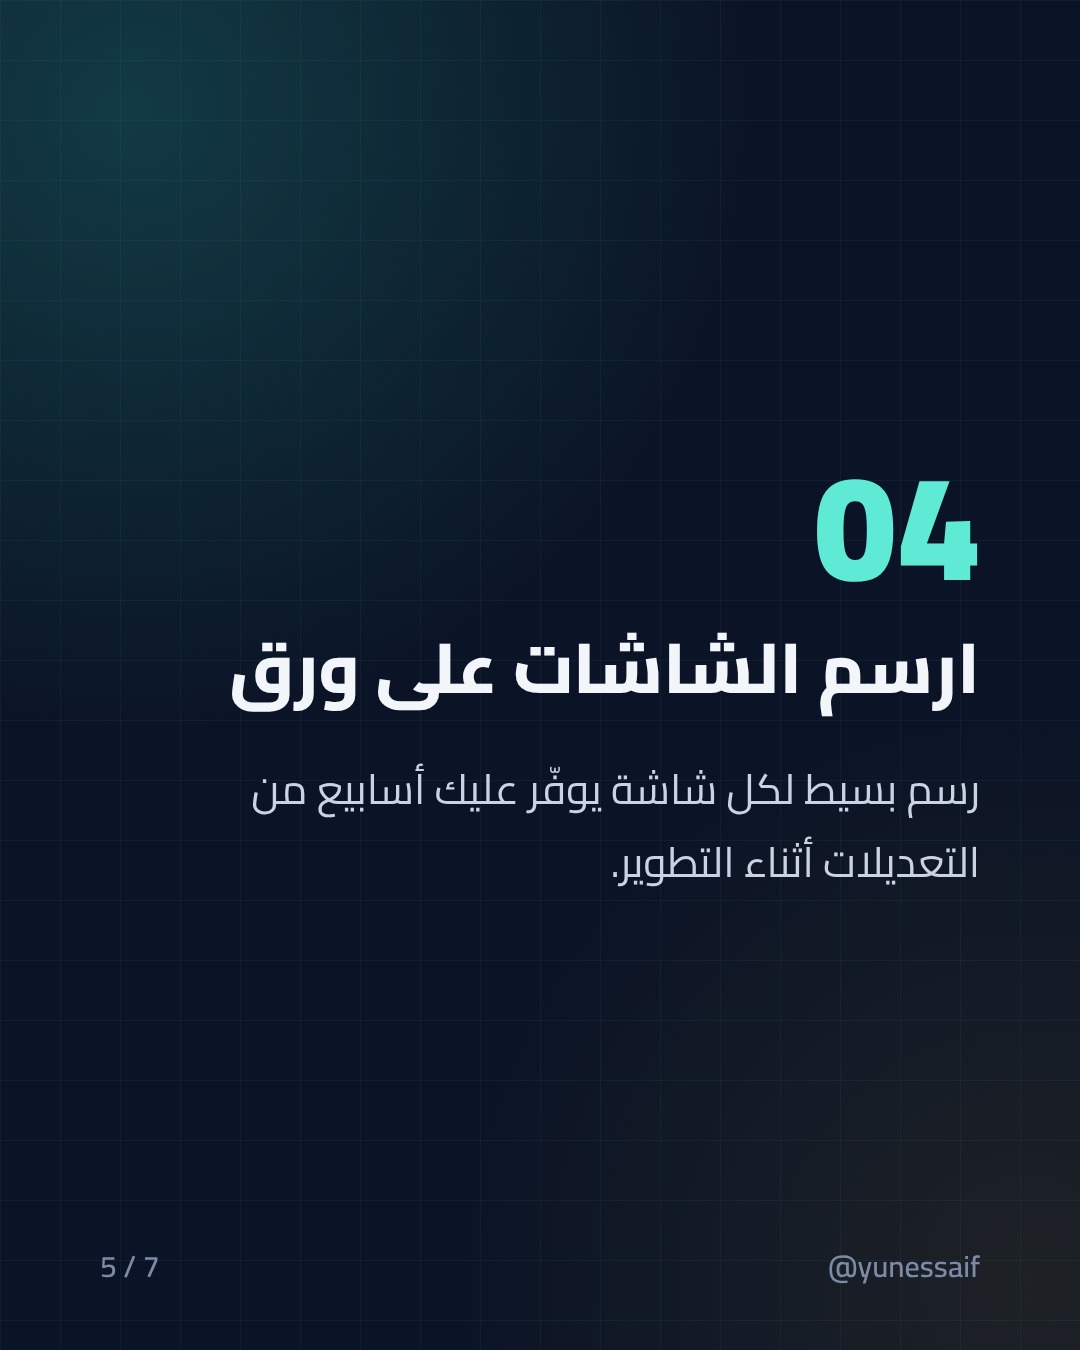 04
ارسم الشاشات على ورق
رسم بسيط لكل شاشة يوفّر عليك أسابيع من
التعديلات أثناء التطوير.
@yunessaif
5 / 7